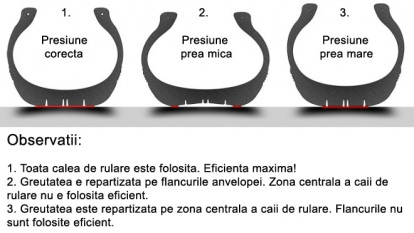 1.
Presiune
corecta
2.
Presiune
prea mica
3.
Presiune
prea mare
Observatii:
1. Toata calea de rulare este folosita. Eficienta maxima!
2. Greutatea e repartizata pe flancurile anvelopei. Zona centrala a caii de
rulare nu e folosita eficient.
3. Greutatea este repartizata pe zona centrala a caii de rulare. Flancurile nu
sunt folosite eficient.